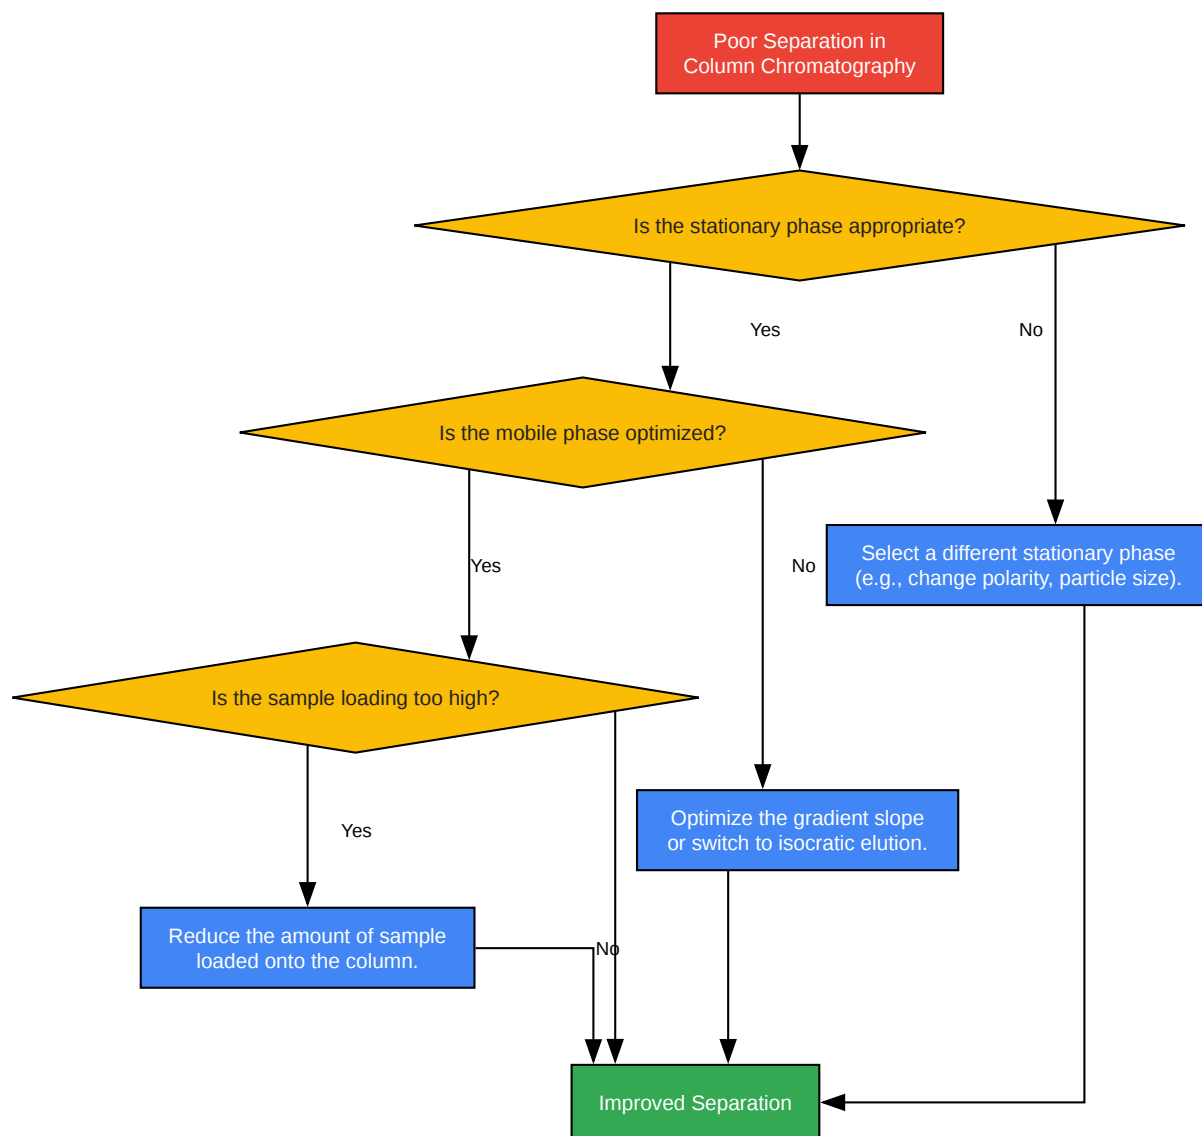 Poor Separation in
Column Chromatography
Is the stationary phase appropriate?
Yes
No
Is the mobile phase optimized?
Yes
No
Select a different stationary phase
(e.g., change polarity, particle size).
Is the sample loading too high?
Yes
Optimize the gradient slope
or switch to isocratic elution.
Reduce the amount of sample
loaded onto the column.
No
Improved Separation